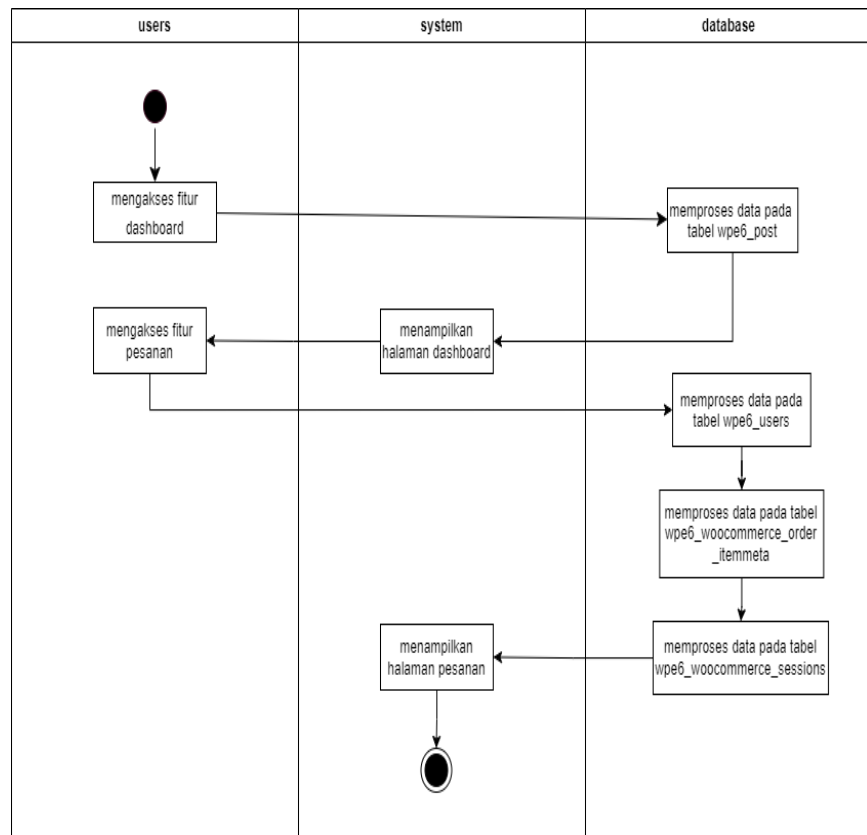 users
system
database
mengakses fitur
dashboard
memproses data pada
tabel wpe6_post
mengakses fitur
pesanan
menampilkan
halaman dashboard
memproses data pada
tabel wpe6_users
memproses data pada tabel
wpe6_woocommerce_order
_itemmeta
menampilkan
halaman pesanan
memproses data pada tabel
wpe6_woocommerce_sessions